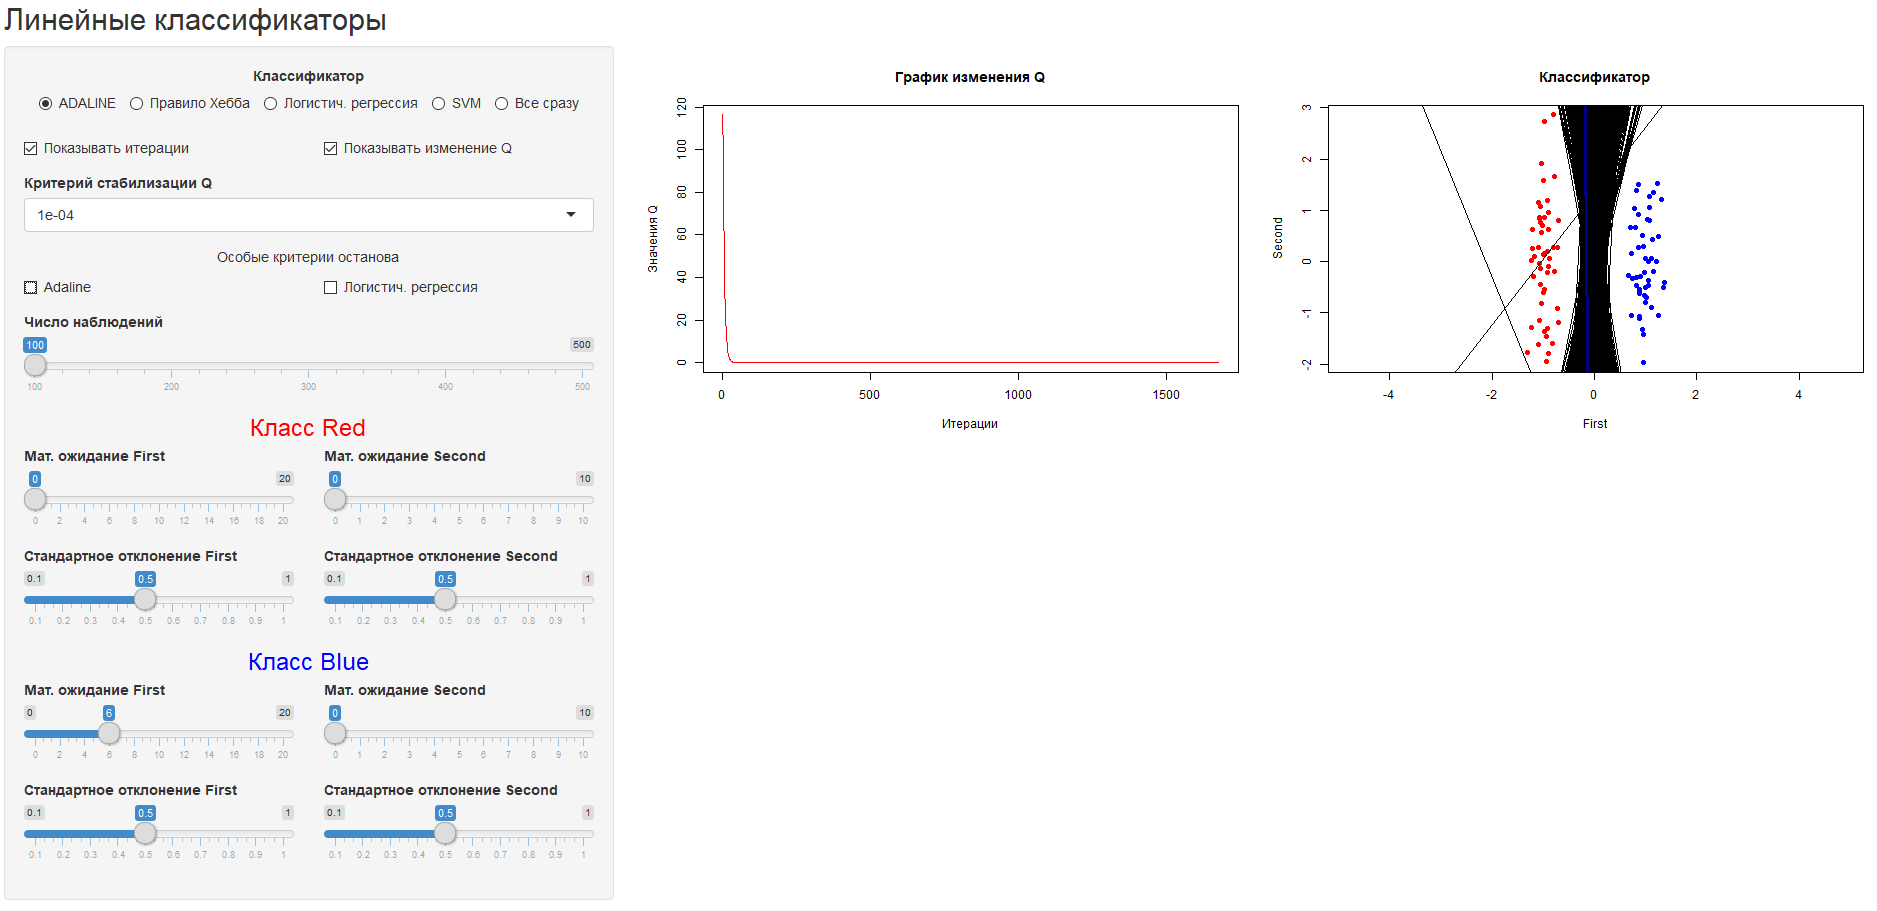 Линейные классификаторы
Классификатор
ADALINE Правило Хебба Логистич. регрессия SVM Все сразу
Показывать итерации Показывать изменение Q
Критерий стабилизации Q
1e-04
Особые критерии останова
Adaline Логистич. регрессия
Число наблюдений
100 500
100 200 300 400 500
Класс Red
Мат. ожидание First Мат. ожидание Second
0 20 0 10
0 2 4 6 8 10 12 14 16 18 20 0 1 2 3 4 5 6 7 8 9 10
Стандартное отклонение First Стандартное отклонение Second
0.1 0.5 1 0.1 0.5 1
0.1 0.2 0.3 0.4 0.5 0.6 0.7 0.8 0.9 1 0.1 0.2 0.3 0.4 0.5 0.6 0.7 0.8 0.9 1
Класс Blue
Мат. ожидание First Мат. ожидание Second
0 6 20 0 10
0 2 4 6 8 10 12 14 16 18 20 0 1 2 3 4 5 6 7 8 9 10
Стандартное отклонение First Стандартное отклонение Second
0.1 0.5 1 0.1 0.5 1
0.1 0.2 0.3 0.4 0.5 0.6 0.7 0.8 0.9 1 0.1 0.2 0.3 0.4 0.5 0.6 0.7 0.8 0.9 1
График изменения Q
Значения Q
120
100
80
60
40
20
0
0 500 1000 1500
Итерации
Классификатор
Second
3
2
1
0
-1
-2
-4 -2 0 2 4
First